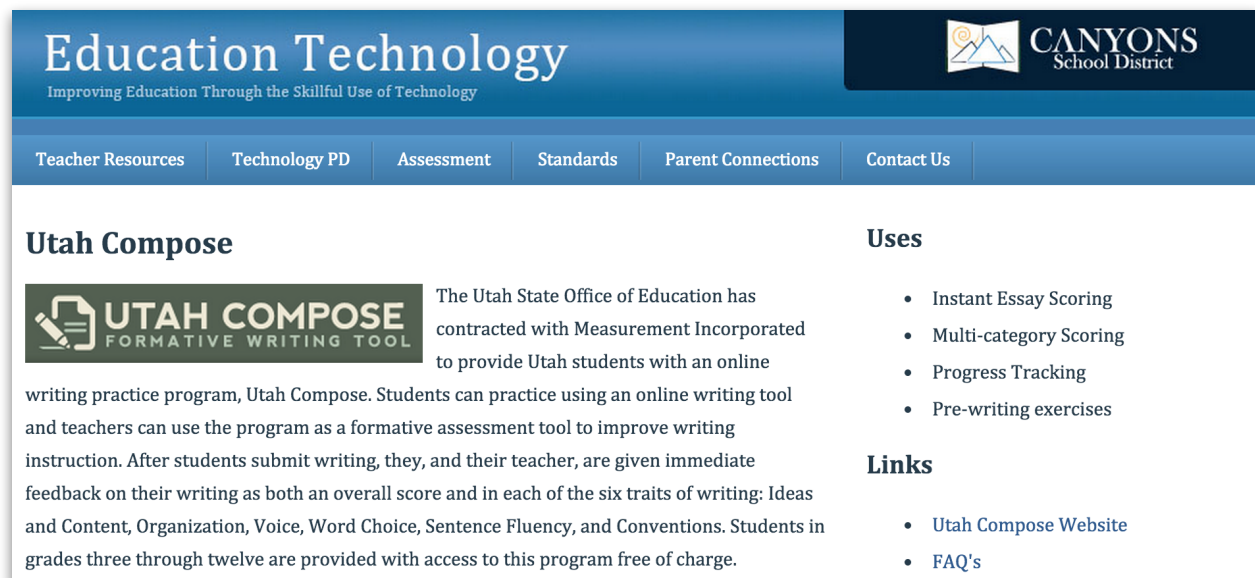 Education Technology
Improving Education Through the Skillful Use of Technology
CANYONS
School District
Teacher Resources
Technology PD
Assessment
Standards
Parent Connections
Contact Us
Utah Compose
UTAH COMPOSE
FORMATIVE WRITING TOOL
The Utah State Office of Education has
contracted with Measurement Incorporated
to provide Utah students with an online
writing practice program, Utah Compose. Students can practice using an online writing tool
and teachers can use the program as a formative assessment tool to improve writing
instruction. After students submit writing, they, and their teacher, are given immediate
feedback on their writing as both an overall score and in each of the six traits of writing: Ideas
and Content, Organization, Voice, Word Choice, Sentence Fluency, and Conventions. Students in
grades three through twelve are provided with access to this program free of charge.
Uses
• Instant Essay Scoring
• Multi-category Scoring
• Progress Tracking
• Pre-writing exercises
Links
• Utah Compose Website
• FAQ's